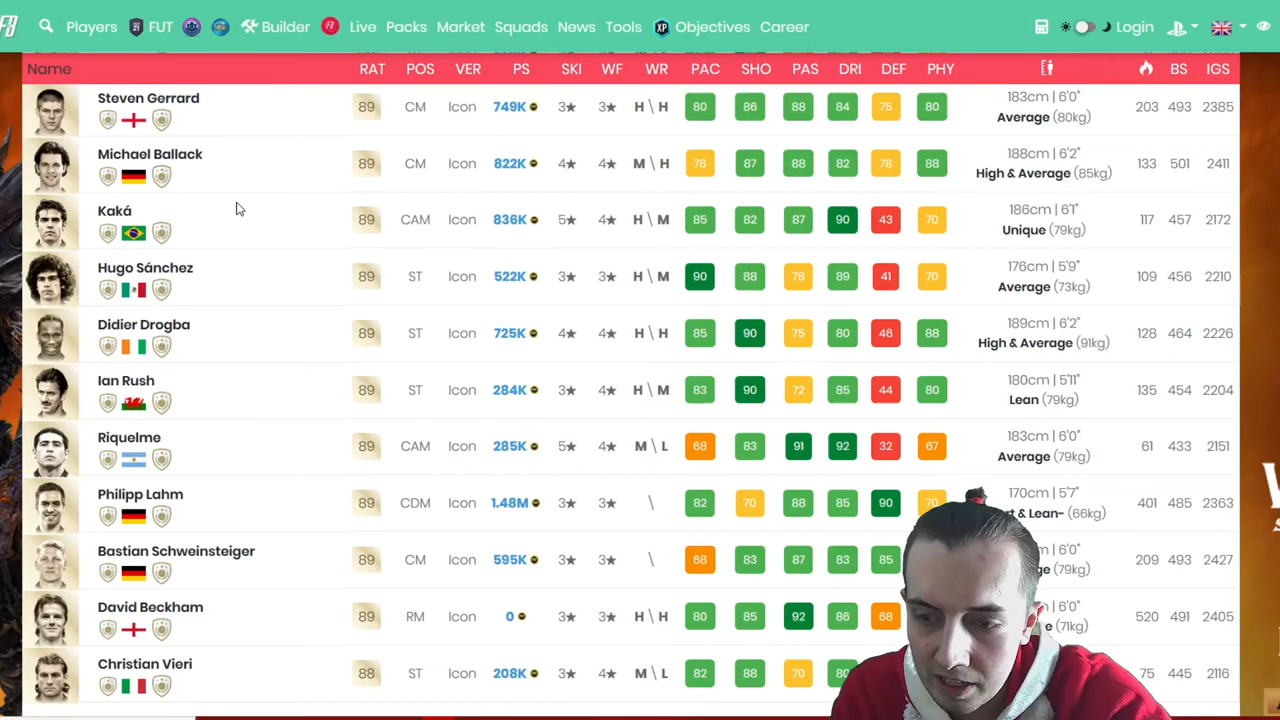 Players FUT Builder Live Packs Market Squads News Tools XP Objectives Career Login
Name RAT POS VER PS SKI WF WR PAC SHO PAS DRI DEF PHY BS IGS
Steven Gerrard 89 CM Icon 749K 3★ 3★ H \ H 80 86 88 84 75 80 183cm | 6'0" 203 493 2385
Average (80kg)
Michael Ballack 89 CM Icon 822K 4★ 4★ M \ H 78 87 88 82 78 88 188cm | 6'2" 133 501 2411
High & Average (85kg)
Kaká 89 CAM Icon 836K 5★ 4★ H \ M 85 82 87 90 43 70 186cm | 6'1" 117 457 2172
Unique (79kg)
Hugo Sánchez 89 ST Icon 522K 3★ 3★ H \ M 90 88 78 89 41 70 176cm | 5'9" 109 456 2210
Average (73kg)
Didier Drogba 89 ST Icon 725K 4★ 4★ H \ H 85 90 75 80 46 88 189cm | 6'2" 128 464 2226
High & Average (91kg)
Ian Rush 89 ST Icon 284K 3★ 4★ H \ M 83 90 72 85 44 80 180cm | 5'11" 135 454 2204
Lean (79kg)
Riquelme 89 CAM Icon 285K 5★ 4★ M \ L 68 83 91 92 32 67 183cm | 6'0" 61 433 2151
Average (79kg)
Philipp Lahm 89 CDM Icon 1.48M 3★ 3★ \ 82 70 88 85 90 70 170cm | 5'7" 401 485 2363
& Lean- (66kg)
Bastian Schweinsteiger 89 CM Icon 595K 3★ 3★ \ 68 83 87 83 85 6'0" 209 493 2427
(79kg)
David Beckham 89 RM Icon 0 3★ 3★ H \ H 80 85 92 86 68 6'0" 520 491 2405
(71kg)
Christian Vieri 88 ST Icon 208K 3★ 4★ M \ L 82 88 70 80 75 445 2116